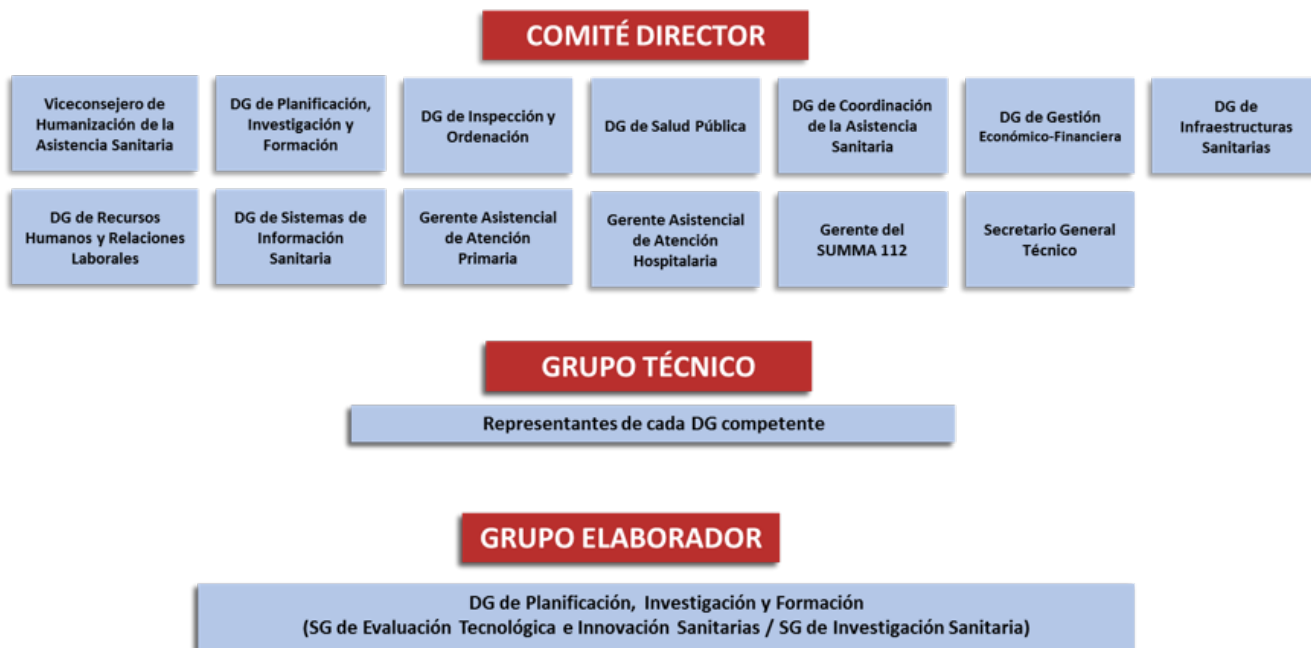 COMITÉ DIRECTOR
Viceconsejero de
Humanización de la
Asistencia Sanitaria
DG de Planificación,
Investigación y
Formación
DG de Inspección y
Ordenación
DG de Salud Pública
DG de Coordinación
de la Asistencia
Sanitaria
DG de Gestión
Económico-Financiera
DG de
Infraestructuras
Sanitarias
DG de Recursos
Humanos y Relaciones
Laborales
DG de Sistemas de
Información
Sanitaria
Gerente Asistencial
de Atención
Primaria
Gerente Asistencial
de Atención
Hospitalaria
Gerente del
SUMMA 112
Secretario General
Técnico
GRUPO TÉCNICO
Representantes de cada DG competente
GRUPO ELABORADOR
DG de Planificación, Investigación y Formación
(SG de Evaluación Tecnológica e Innovación Sanitarias / SG de Investigación Sanitaria)